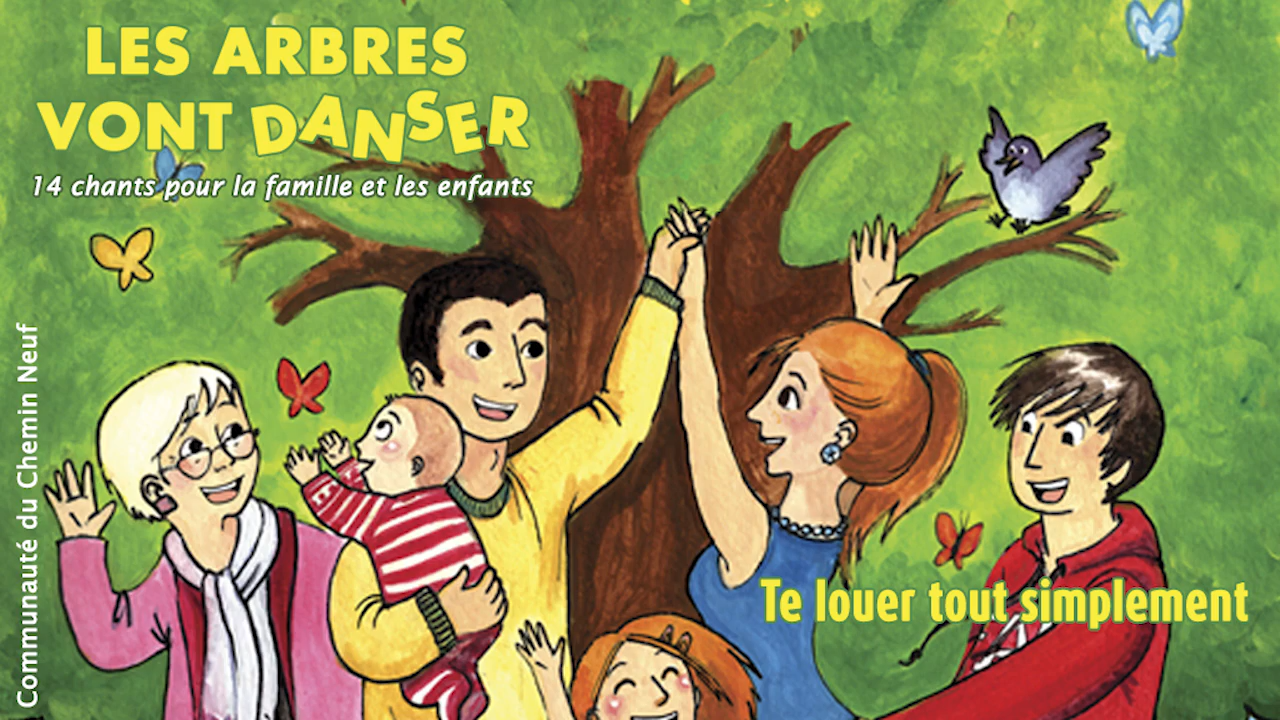 LES ARBRES
VONT DANSER
14 chants pour la famille et les enfants
Communauté du Chemin Neuf
Te louer tout simplement